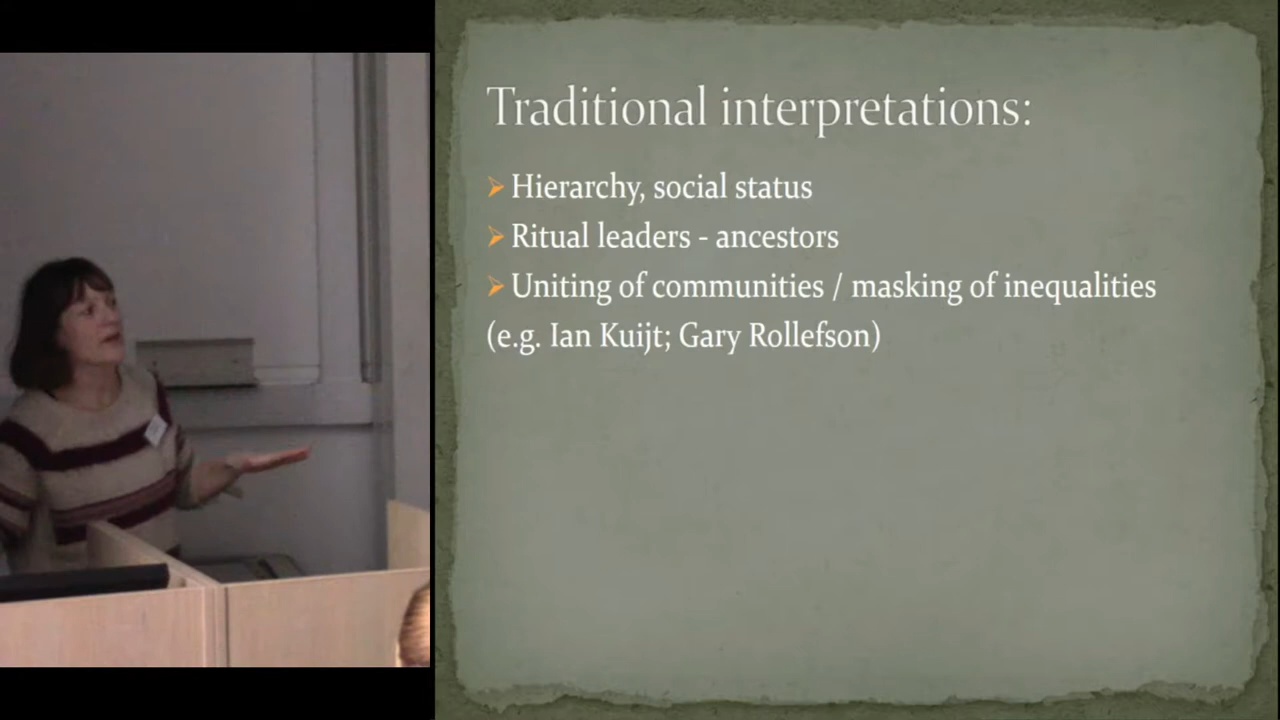 Traditional interpretations:
➢ Hierarchy, social status
➢ Ritual leaders - ancestors
➢ Uniting of communities / masking of inequalities
(e.g. Ian Kuijt; Gary Rollefson)